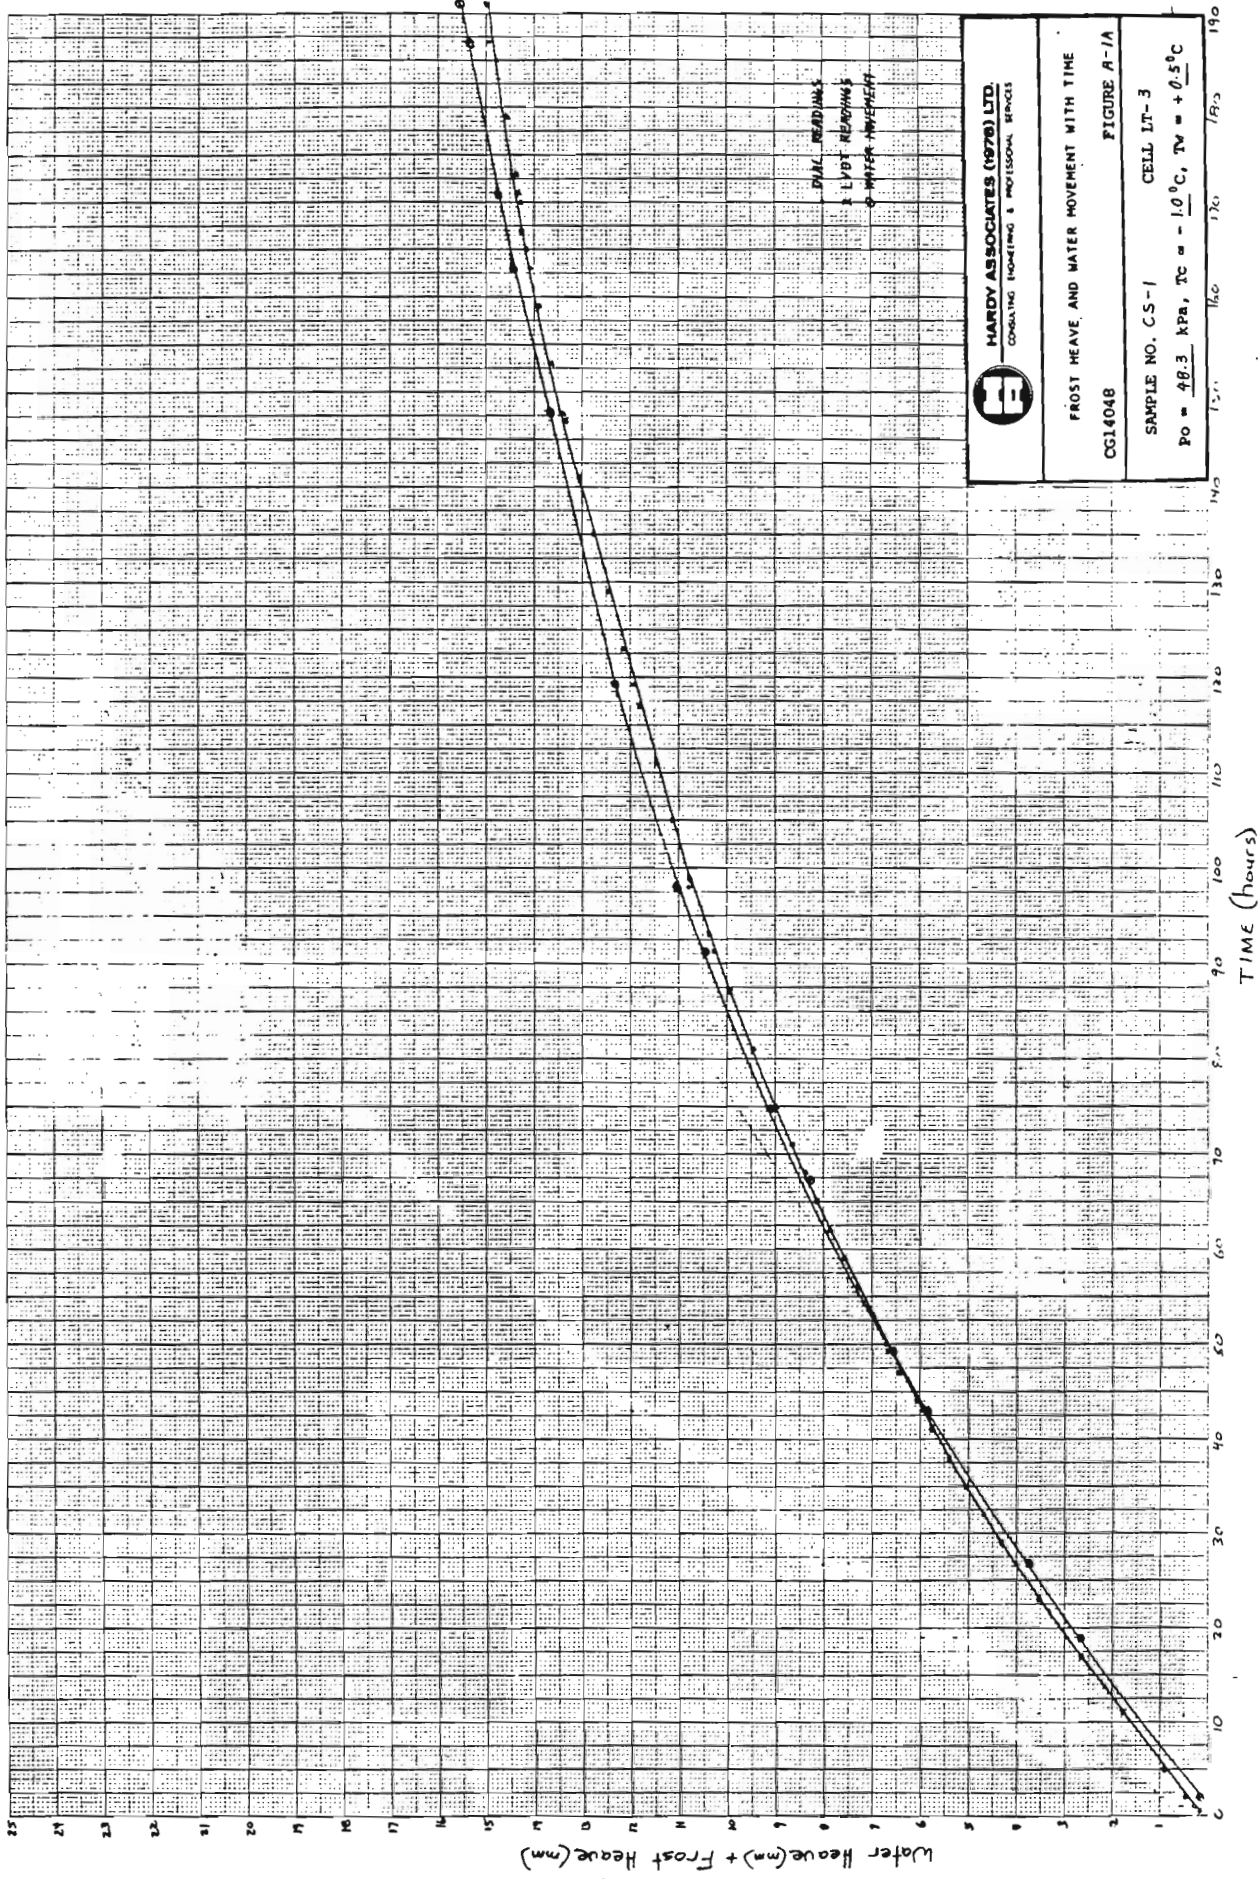 25
24
23
22
21
20
19
18
17
16
15
14
13
12
11
10
9
8
7
6
5
4
3
2
1
Water Heave (mm) + Frost Heave (mm)
0 10 20 30 40 50 60 70 80 90 100 110 120 130 140 150 160 170 180 190
TIME (hours)
· DIAL READINGS
x LVDT READINGS
o WATER MOVEMENT
HARDY ASSOCIATES (1978) LTD.
CONSULTING ENGINEERING & PROFESSIONAL SERVICES
FROST HEAVE AND WATER MOVEMENT WITH TIME
CG14048 FIGURE A-1A
SAMPLE NO. CS-1 CELL LT-3
Po = 48.3 kPa, Tc = -1.0°C, Tw = +0.5°C